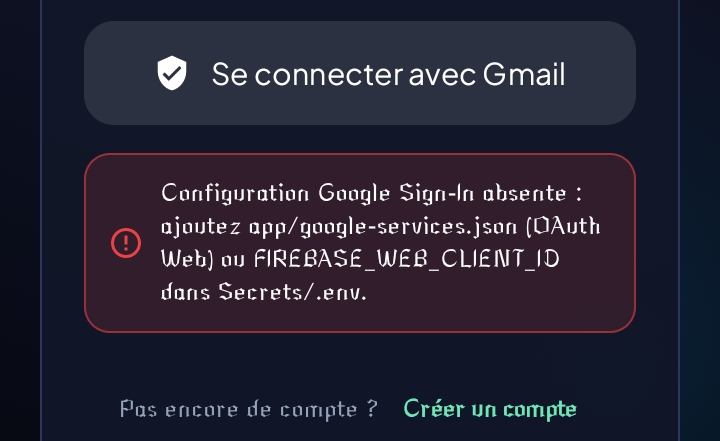 Se connecter avec Gmail
Configuration Google Sign-In absente :
ajoutez app/google-services.json (OAuth
Web) ou FIREBASE_WEB_CLIENT_ID
dans Secrets/.env.
Pas encore de compte ? Créer un compte